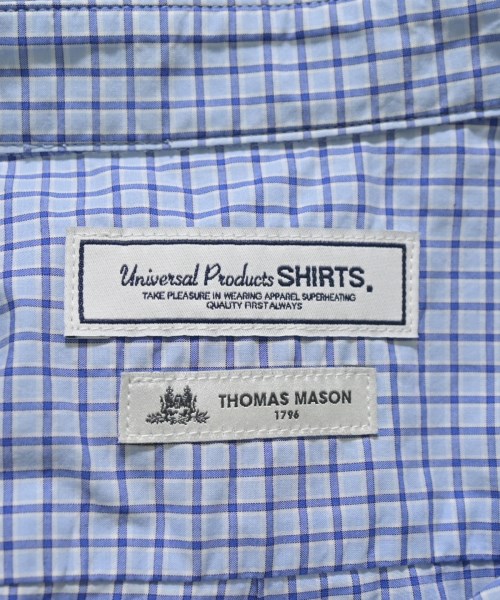 Universal Products SHIRTS.
TAKE PLEASURE IN WEARING APPAREL SUPERHEATING
QUALITY FIRST ALWAYS
THOMAS MASON
1796